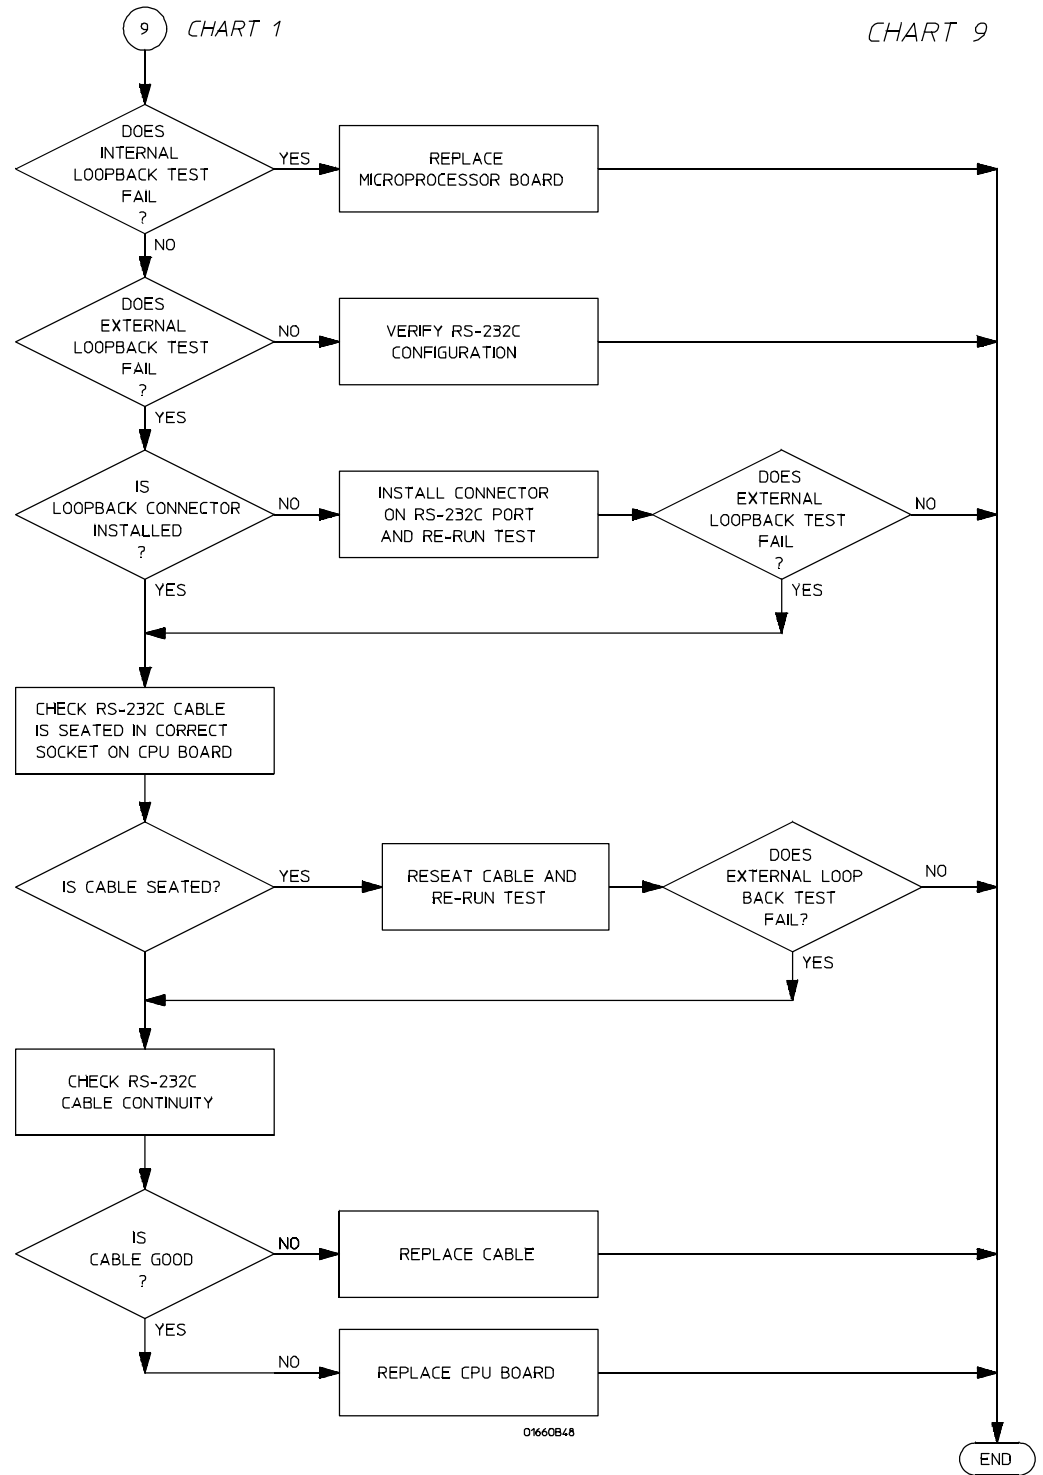 9
CHART 1
CHART 9
DOES
INTERNAL
LOOPBACK TEST
FAIL
?
YES
REPLACE
MICROPROCESSOR BOARD
NO
DOES
EXTERNAL
LOOPBACK TEST
FAIL
?
NO
VERIFY RS-232C
CONFIGURATION
YES
IS
LOOPBACK CONNECTOR
INSTALLED
?
NO
INSTALL CONNECTOR
ON RS-232C PORT
AND RE-RUN TEST
DOES
EXTERNAL
LOOPBACK TEST
FAIL
?
NO
YES
YES
CHECK RS-232C CABLE
IS SEATED IN CORRECT
SOCKET ON CPU BOARD
IS CABLE SEATED?
YES
RESEAT CABLE AND
RE-RUN TEST
DOES
EXTERNAL LOOP
BACK TEST
FAIL?
NO
YES
CHECK RS-232C
CABLE CONTINUITY
IS
CABLE GOOD
?
NO
REPLACE CABLE
YES
NO
REPLACE CPU BOARD
01660B48
END